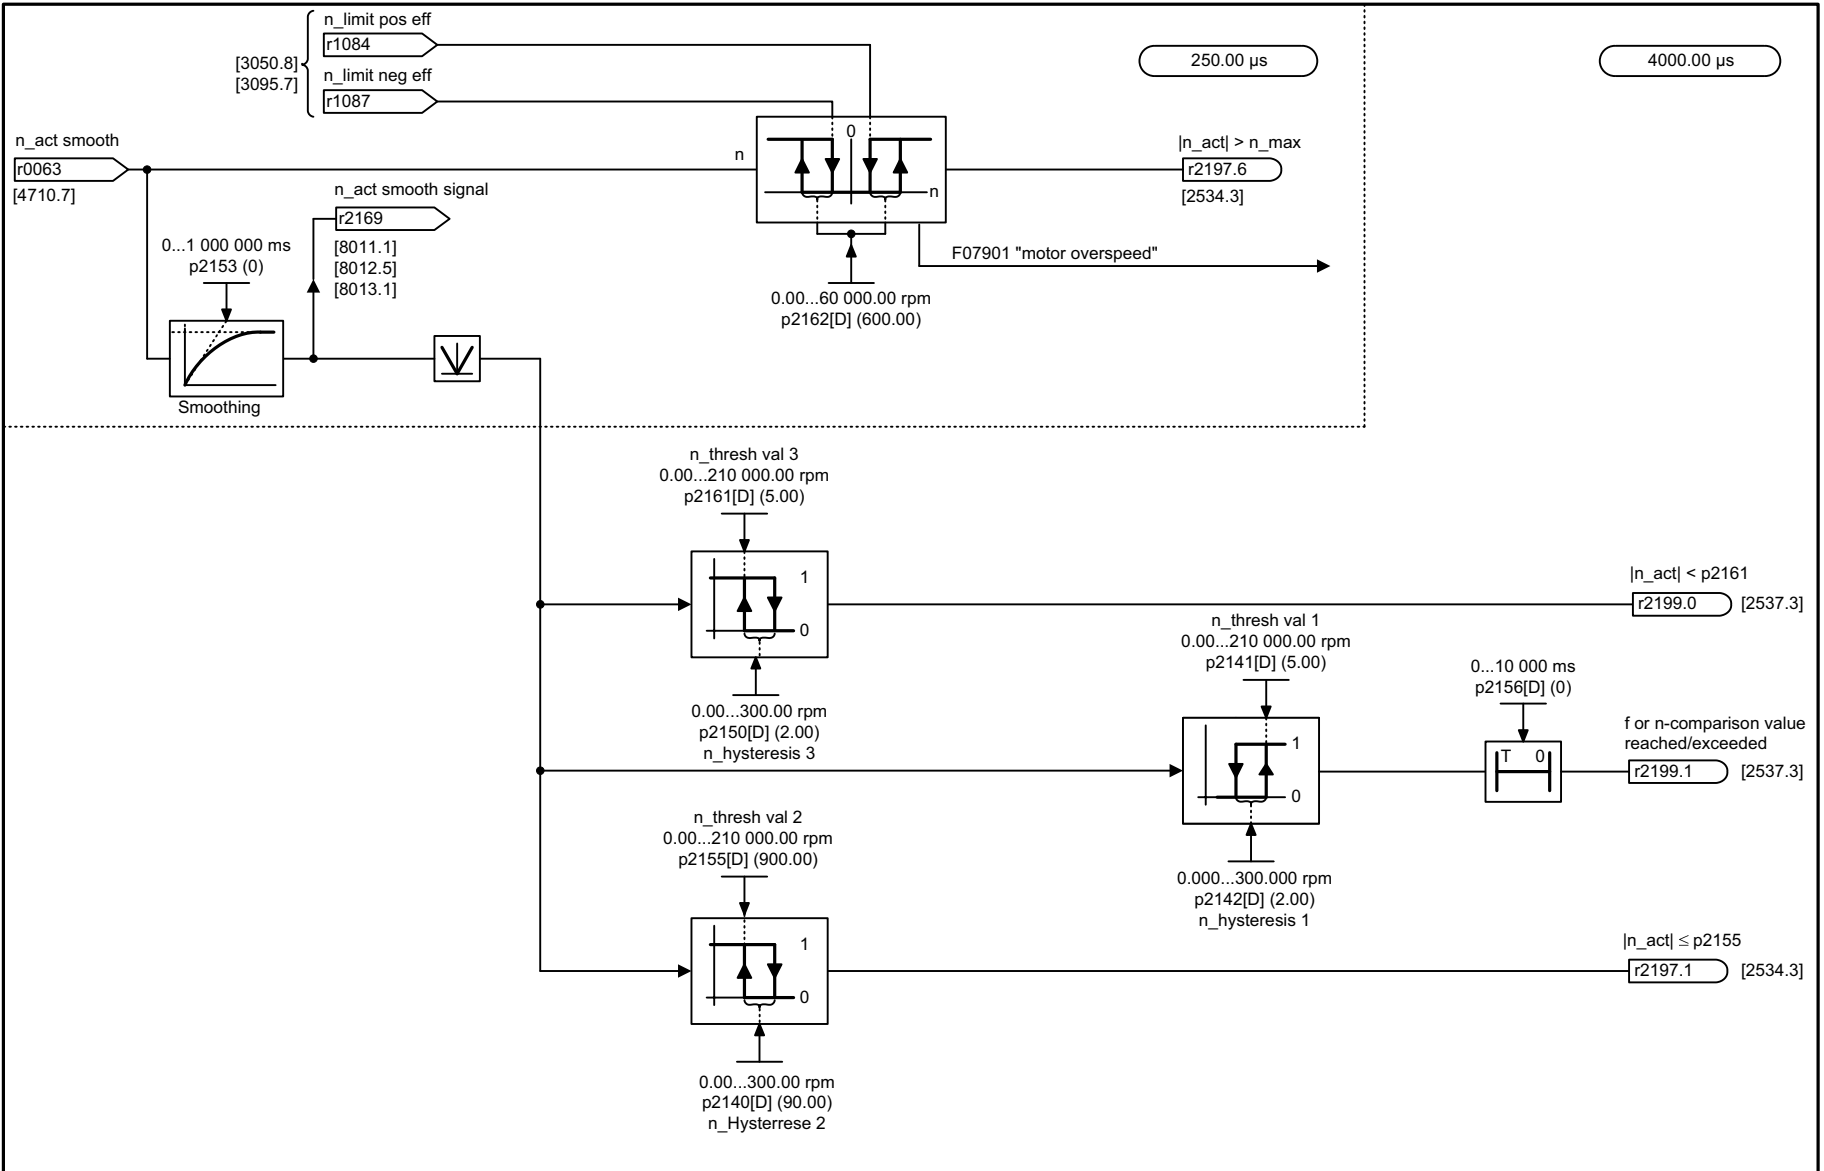 n_limit pos eff
r1084
[3050.8]
[3095.7]
n_limit neg eff
r1087
250.00 µs
4000.00 µs
n_act smooth
r0063
[4710.7]
n
0
n
|n_act| > n_max
r2197.6
[2534.3]
n_act smooth signal
r2169
[8011.1]
[8012.5]
[8013.1]
0...1 000 000 ms
p2153 (0)
F07901 "motor overspeed"
0.00...60 000.00 rpm
p2162[D] (600.00)
Smoothing
n_thresh val 3
0.00...210 000.00 rpm
p2161[D] (5.00)
1
0
|n_act| < p2161
r2199.0
[2537.3]
0.00...300.00 rpm
p2150[D] (2.00)
n_hysteresis 3
n_thresh val 1
0.00...210 000.00 rpm
p2141[D] (5.00)
1
0
0...10 000 ms
p2156[D] (0)
T 0
f or n-comparison value
reached/exceeded
r2199.1
[2537.3]
0.000...300.000 rpm
p2142[D] (2.00)
n_hysteresis 1
n_thresh val 2
0.00...210 000.00 rpm
p2155[D] (900.00)
1
0
|n_act| ≤ p2155
r2197.1
[2534.3]
0.00...300.00 rpm
p2140[D] (90.00)
n_Hysterrese 2